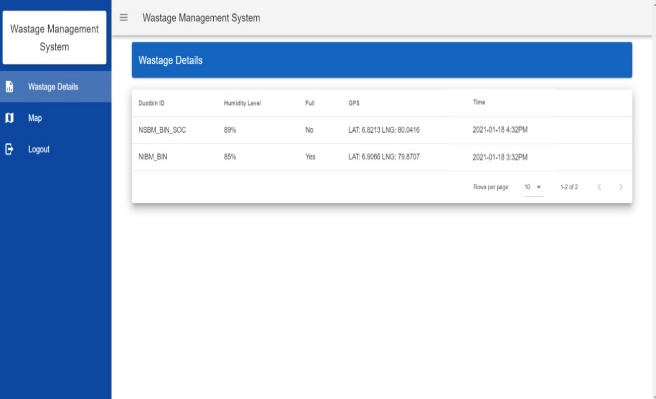 Wastage Management
System
Wastage Management System
Wastage Details
Map
Logout
Wastage Details
Dustbin ID Humidity Level Full GPS Time
NSBM_BIN_SOC 89% No LAT: 6.8213 LNG: 80.0416 2021-01-18 4:32PM
NIBM_BIN 85% Yes LAT: 6.9066 LNG: 79.8707 2021-01-18 3:32PM
Rows per page: 10 1-2 of 2